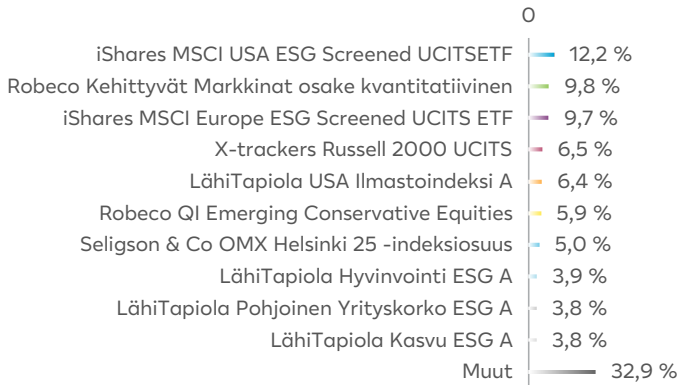 0
iShares MSCI USA ESG Screened UCITSETF 12,2 %
Robeco Kehittyvät Markkinat osake kvantitatiivinen 9,8 %
iShares MSCI Europe ESG Screened UCITS ETF 9,7 %
X-trackers Russell 2000 UCITS 6,5 %
LähiTapiola USA Ilmastoindeksi A 6,4 %
Robeco QI Emerging Conservative Equities 5,9 %
Seligson & Co OMX Helsinki 25 -indeksiosuus 5,0 %
LähiTapiola Hyvinvointi ESG A 3,9 %
LähiTapiola Pohjoinen Yrityskorko ESG A 3,8 %
LähiTapiola Kasvu ESG A 3,8 %
Muut 32,9 %